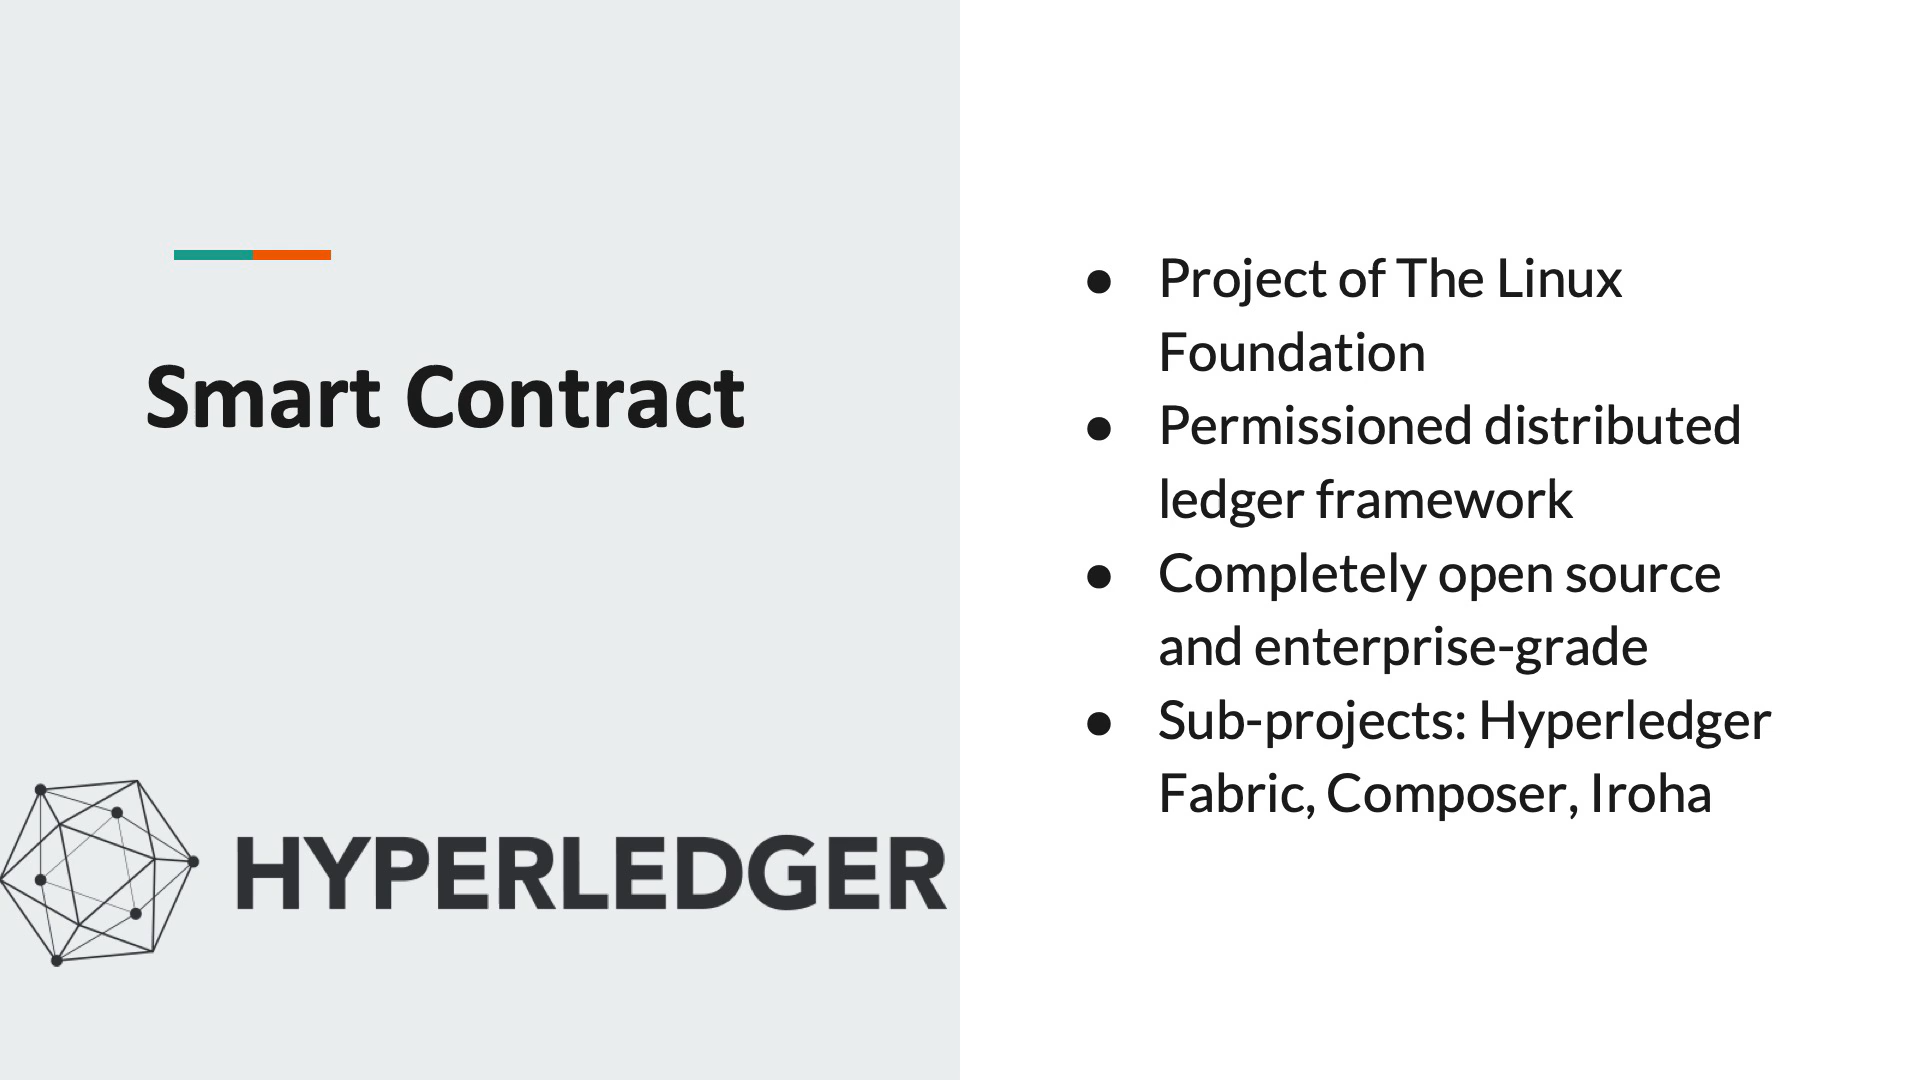 Smart Contract
HYPERLEDGER
● Project of The Linux
Foundation
● Permissioned distributed
ledger framework
● Completely open source
and enterprise-grade
● Sub-projects: Hyperledger
Fabric, Composer, Iroha